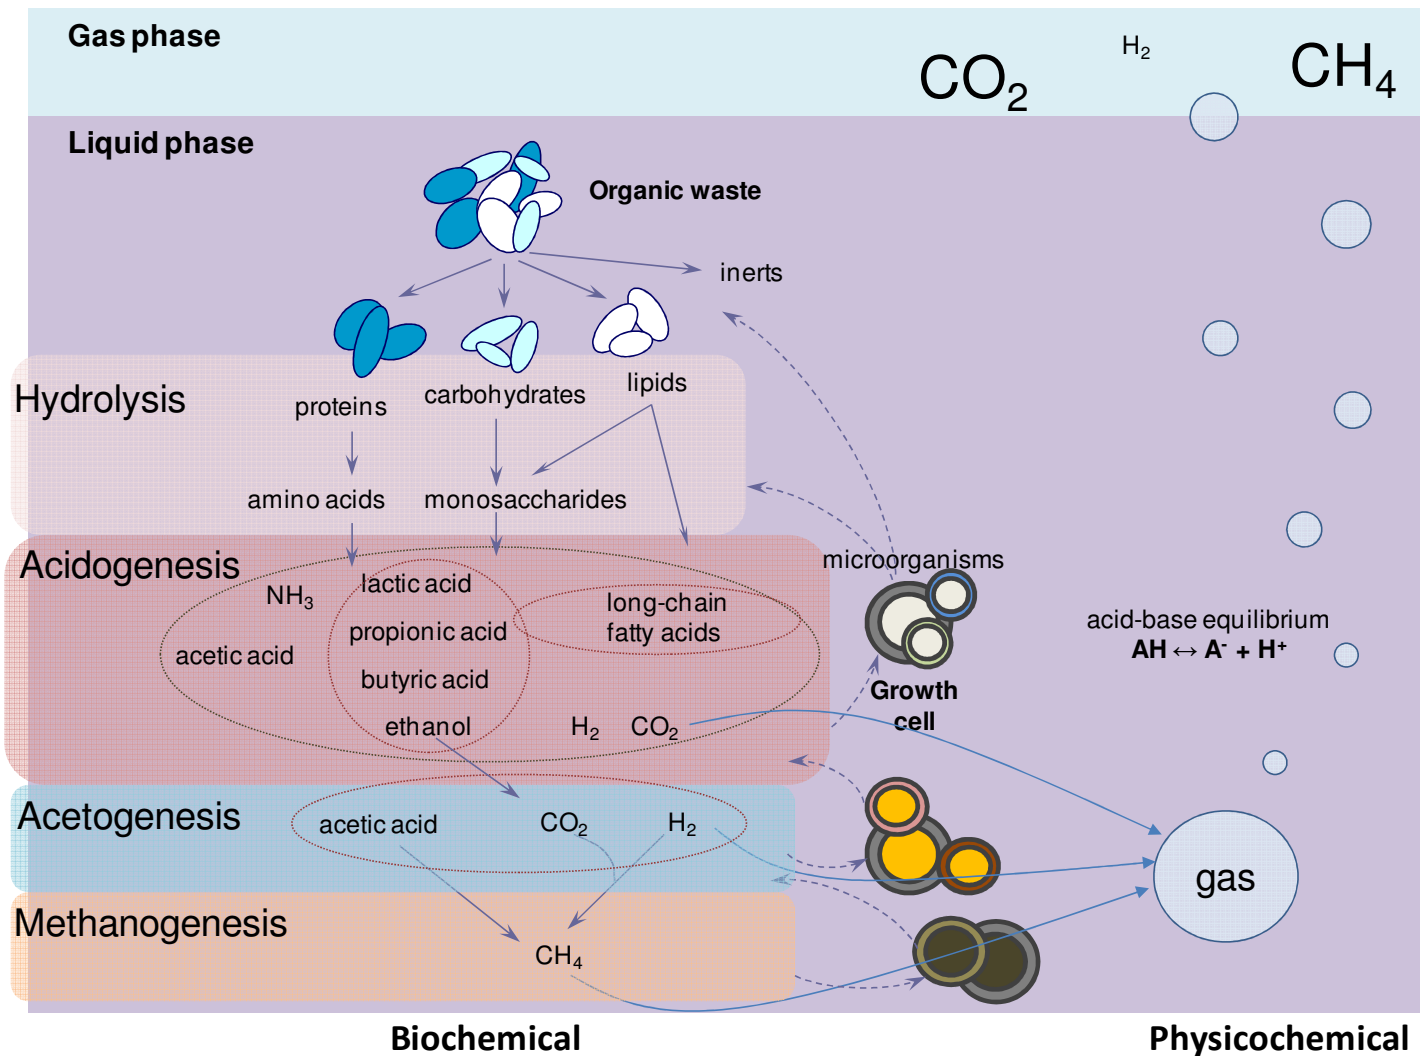 Gas phase
CO₂
H₂
CH₄
Liquid phase
Organic waste
inerts
Hydrolysis
proteins
carbohydrates
lipids
amino acids
monosaccharides
Acidogenesis
NH₃
lactic acid
long-chain
fatty acids
propionic acid
acetic acid
butyric acid
ethanol
H₂
CO₂
microorganisms
Growth
cell
acid-base equilibrium
AH ↔ A⁻ + H⁺
Acetogenesis
acetic acid
CO₂
H₂
gas
Methanogenesis
CH₄
Biochemical
Physicochemical